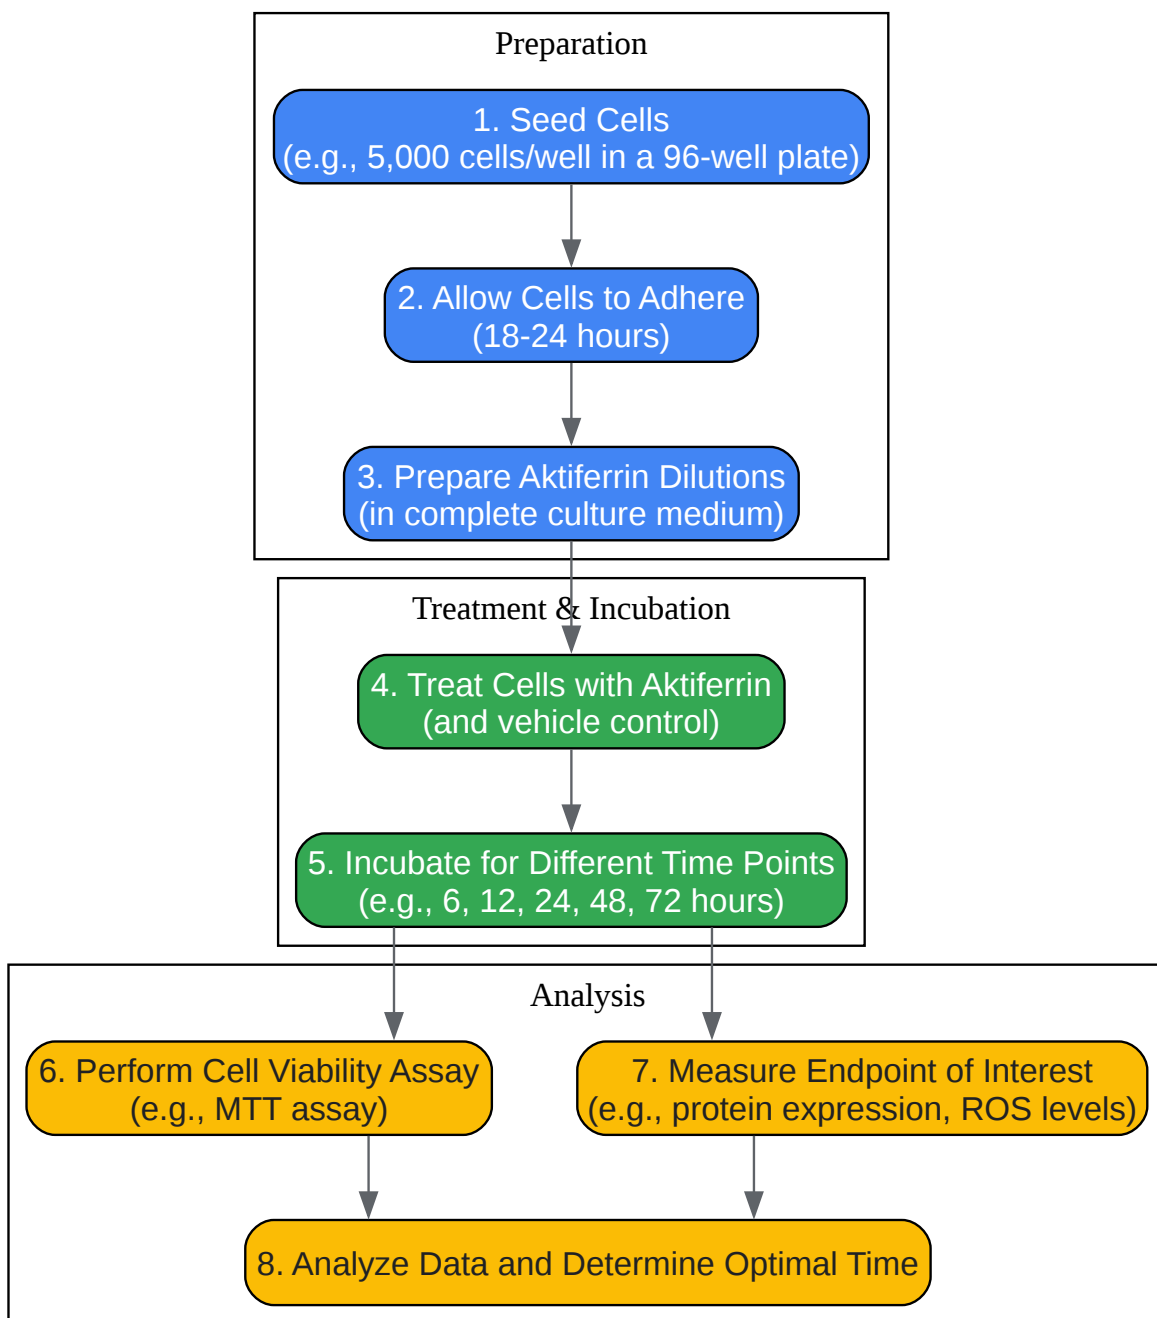 Preparation
1. Seed Cells
(e.g., 5,000 cells/well in a 96-well plate)
2. Allow Cells to Adhere
(18-24 hours)
3. Prepare Aktiferrin Dilutions
(in complete culture medium)
Treatment & Incubation
4. Treat Cells with Aktiferrin
(and vehicle control)
5. Incubate for Different Time Points
(e.g., 6, 12, 24, 48, 72 hours)
Analysis
6. Perform Cell Viability Assay
(e.g., MTT assay)
7. Measure Endpoint of Interest
(e.g., protein expression, ROS levels)
8. Analyze Data and Determine Optimal Time